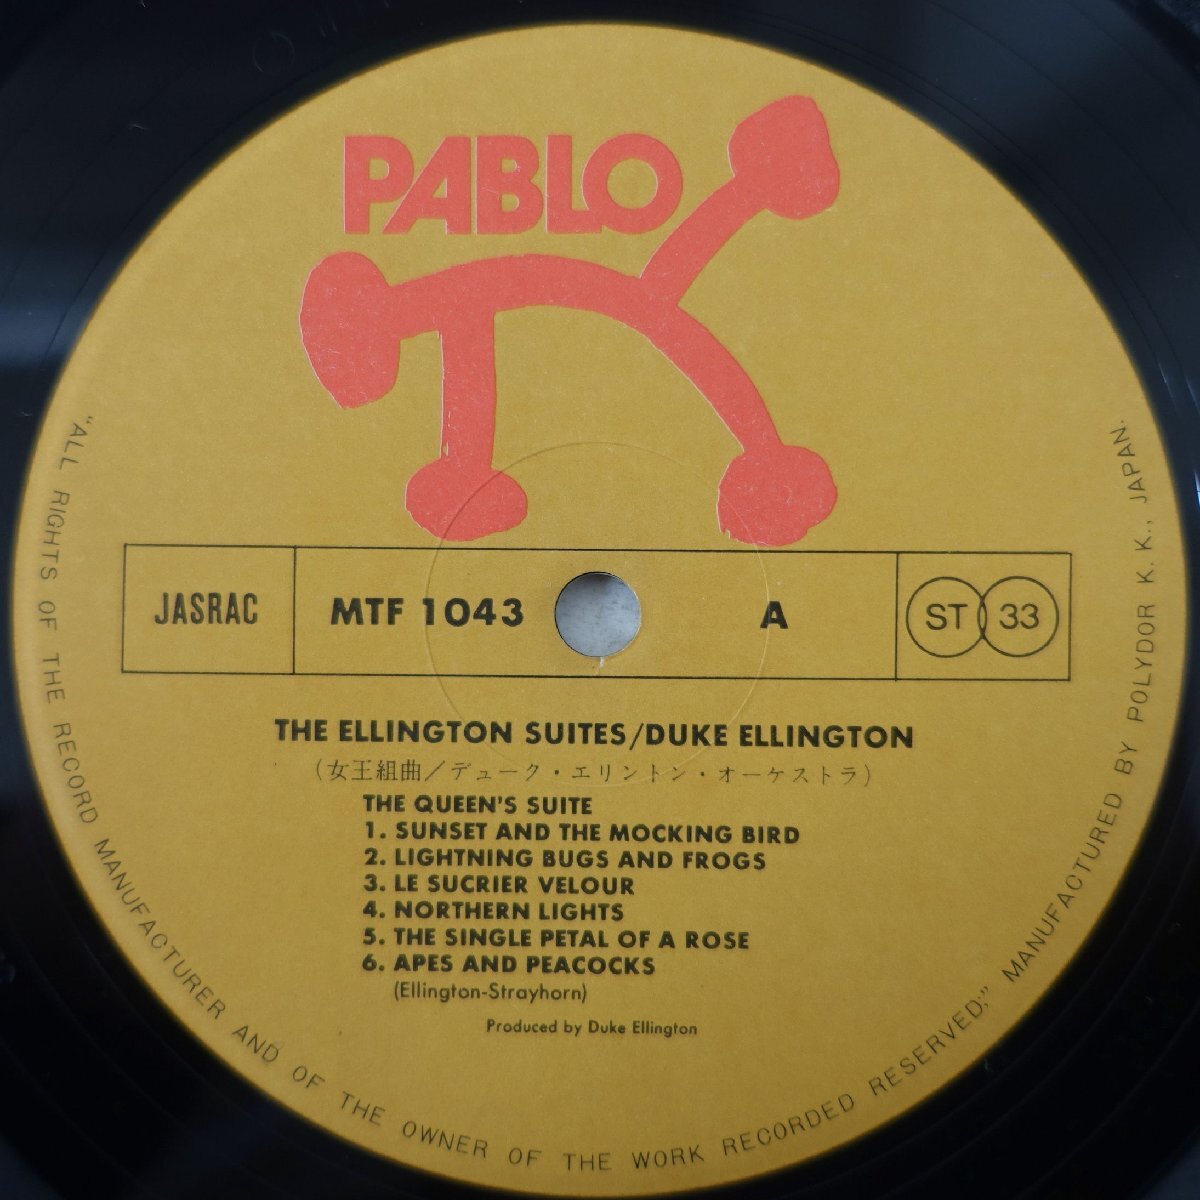 PABLO
JASRAC
MTF 1043
A
ST 33
THE ELLINGTON SUITES/DUKE ELLINGTON
(女王組曲/デューク・エリントン・オーケストラ)
THE QUEEN'S SUITE
1. SUNSET AND THE MOCKING BIRD
2. LIGHTNING BUGS AND FROGS
3. LE SUCRIER VELOUR
4. NORTHERN LIGHTS
5. THE SINGLE PETAL OF A ROSE
6. APES AND PEACOCKS
(Ellington-Strayhorn)
Produced by Duke Ellington
"ALL RIGHTS OF THE RECORD MANUFACTURER AND OF THE OWNER OF THE WORK RECORDED RESERVED;" MANUFACTURED BY POLYDOR K. K., JAPAN.